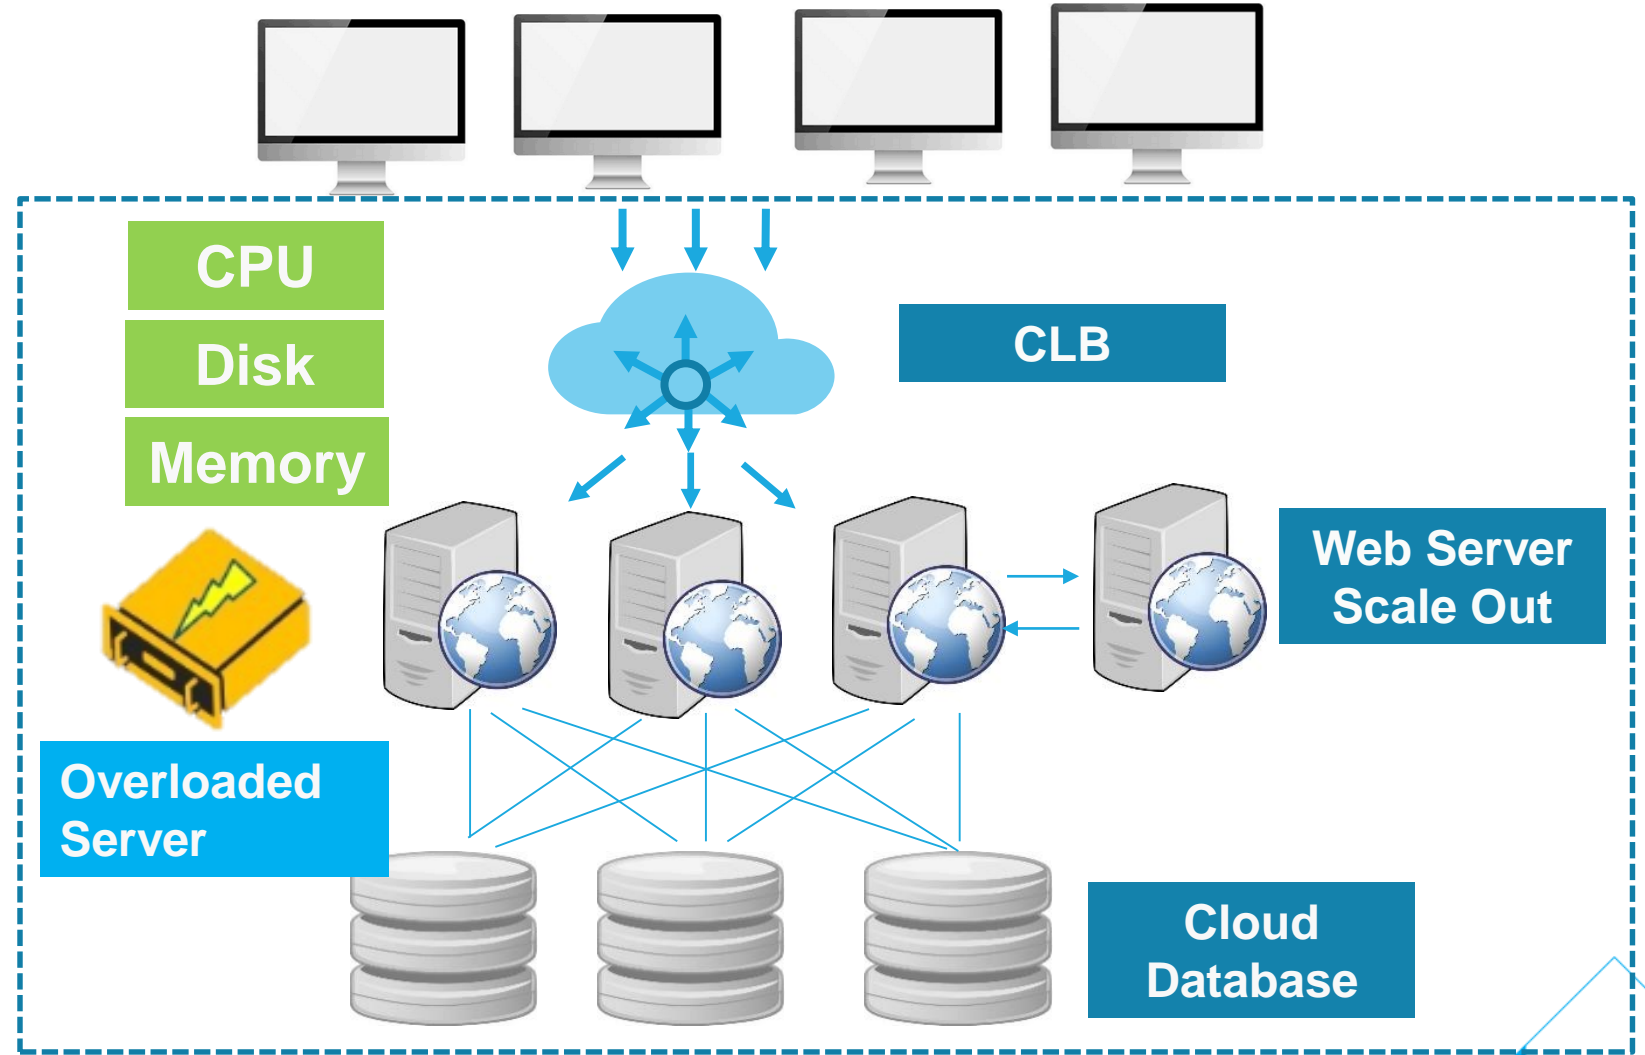 CPU
Disk
Memory
CLB
Web Server
Scale Out
Overloaded
Server
Cloud
Database